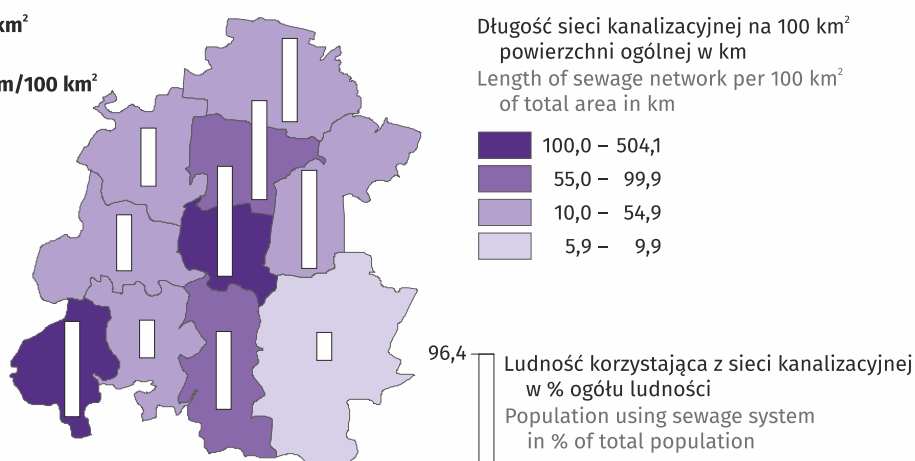 km²
m/100 km²
Długość sieci kanalizacyjnej na 100 km²
powierzchni ogólnej w km
Length of sewage network per 100 km²
of total area in km
100,0 – 504,1
55,0 – 99,9
10,0 – 54,9
5,9 – 9,9
96,4
Ludność korzystająca z sieci kanalizacyjnej
w % ogółu ludności
Population using sewage system
in % of total population